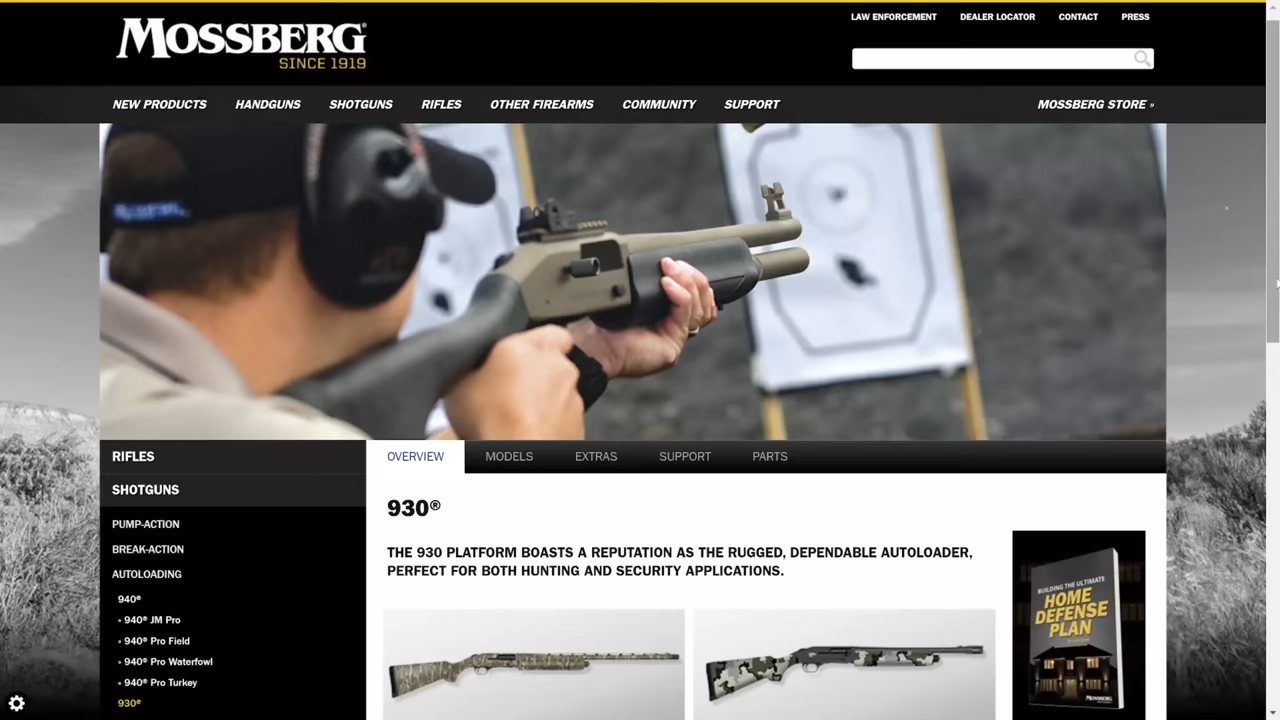 LAW ENFORCEMENT DEALER LOCATOR CONTACT PRESS
MOSSBERG®
SINCE 1919
NEW PRODUCTS HANDGUNS SHOTGUNS RIFLES OTHER FIREARMS COMMUNITY SUPPORT MOSSBERG STORE »
RIFLES
SHOTGUNS
PUMP-ACTION
BREAK-ACTION
AUTOLOADING
940®
• 940® JM Pro
• 940® Pro Field
• 940® Pro Waterfowl
• 940® Pro Turkey
930®
OVERVIEW MODELS EXTRAS SUPPORT PARTS
930®
THE 930 PLATFORM BOASTS A REPUTATION AS THE RUGGED, DEPENDABLE AUTOLOADER,
PERFECT FOR BOTH HUNTING AND SECURITY APPLICATIONS.
BUILDING THE ULTIMATE
HOME
DEFENSE
PLAN
MOSSBERG